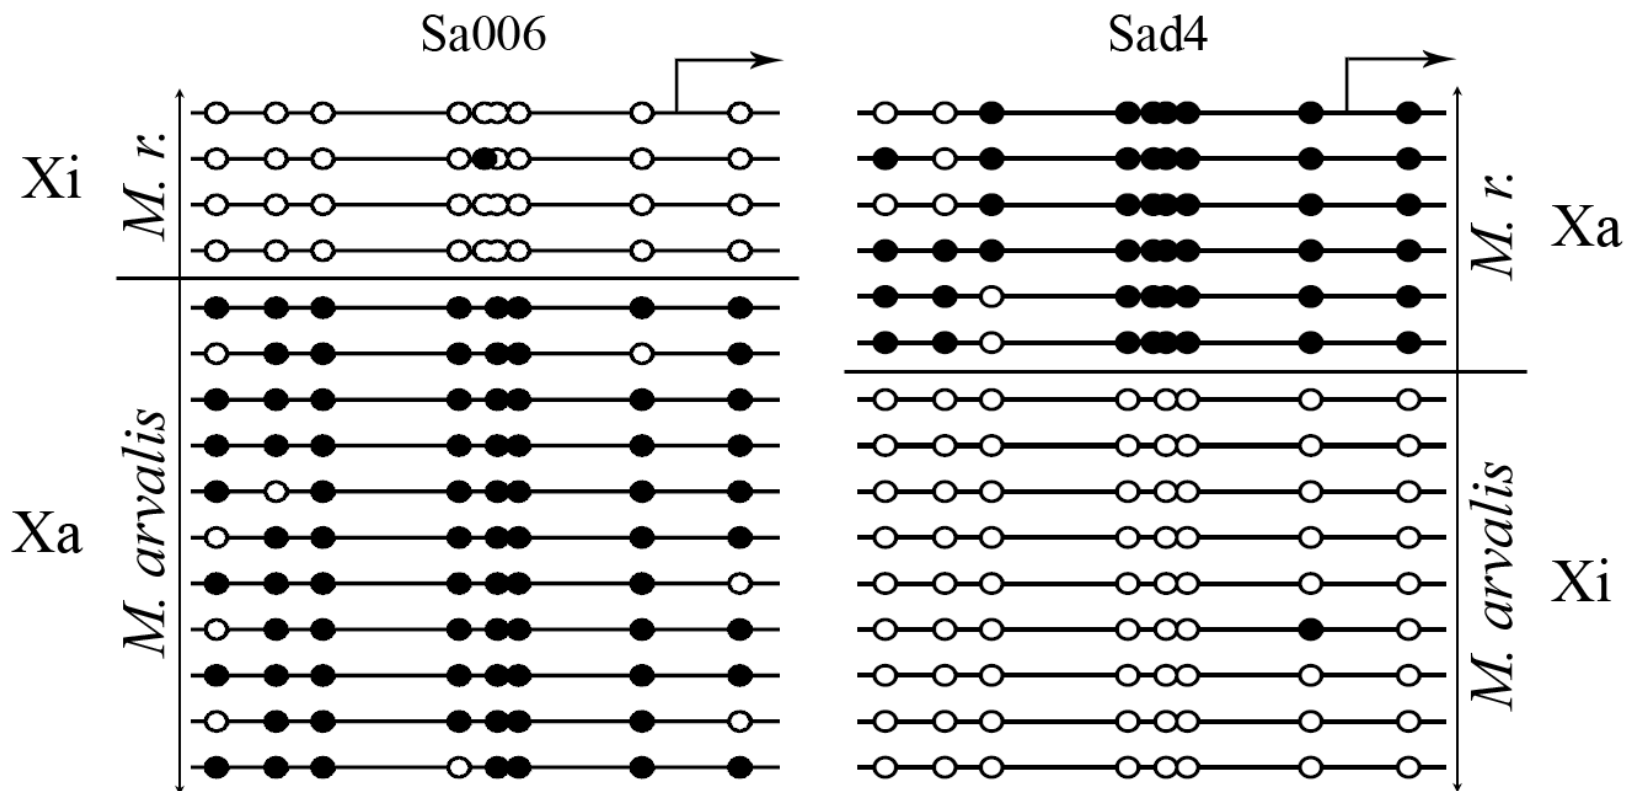 Sa006
Sad4
Xi
M. r.
Xa
M. arvalis
M. r.
Xa
M. arvalis
Xi